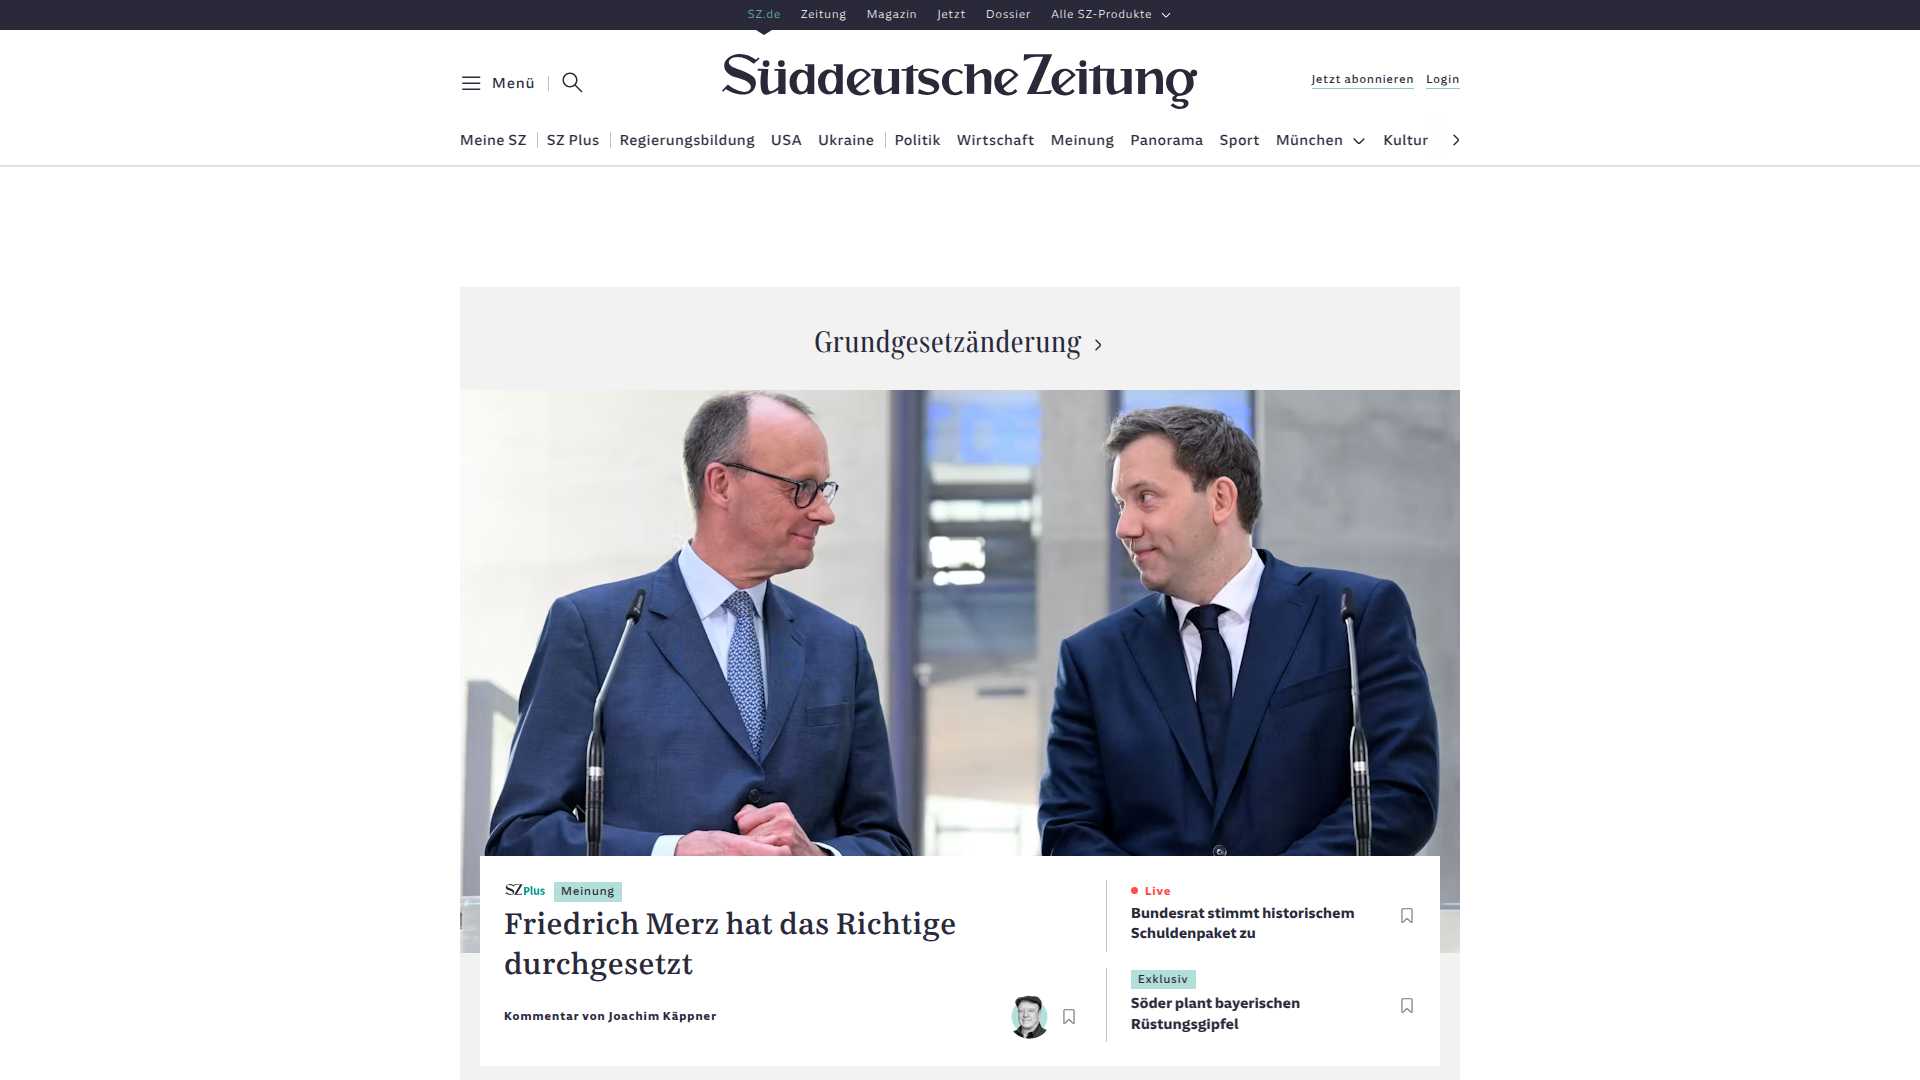 SZ.de Zeitung Magazin Jetzt Dossier Alle SZ-Produkte
Menü
Süddeutsche Zeitung
Jetzt abonnieren Login
Meine SZ SZ Plus Regierungsbildung USA Ukraine Politik Wirtschaft Meinung Panorama Sport München Kultur
Grundgesetzänderung
SZ Plus Meinung
Friedrich Merz hat das Richtige
durchgesetzt
Kommentar von Joachim Käppner
Live
Bundesrat stimmt historischem
Schuldenpaket zu
Exklusiv
Söder plant bayerischen
Rüstungsgipfel